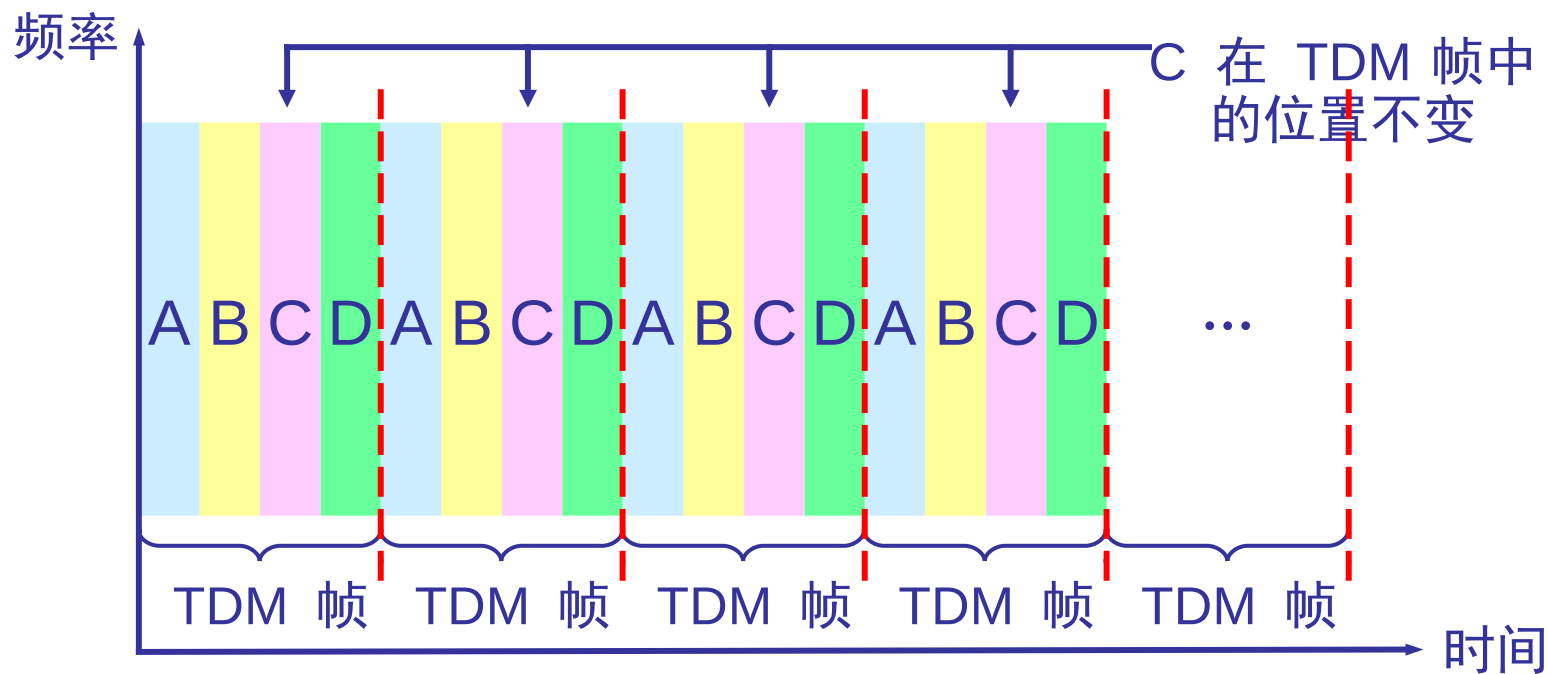 频率
C 在 TDM 帧中
的位置不变
A B C D A B C D A B C D A B C D ...
TDM 帧 TDM 帧 TDM 帧 TDM 帧 TDM 帧
时间